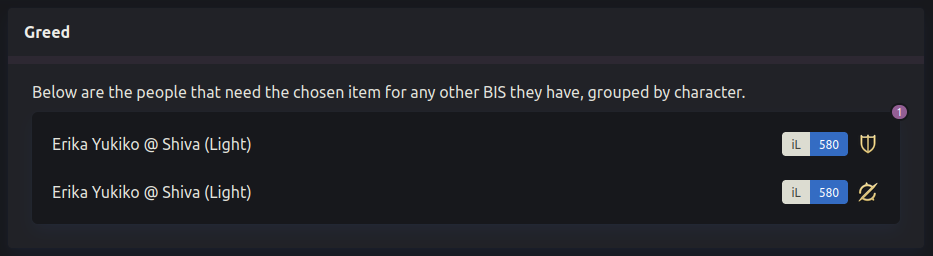 Greed
Below are the people that need the chosen item for any other BIS they have, grouped by character.
1
Erika Yukiko @ Shiva (Light) iL 580
Erika Yukiko @ Shiva (Light) iL 580